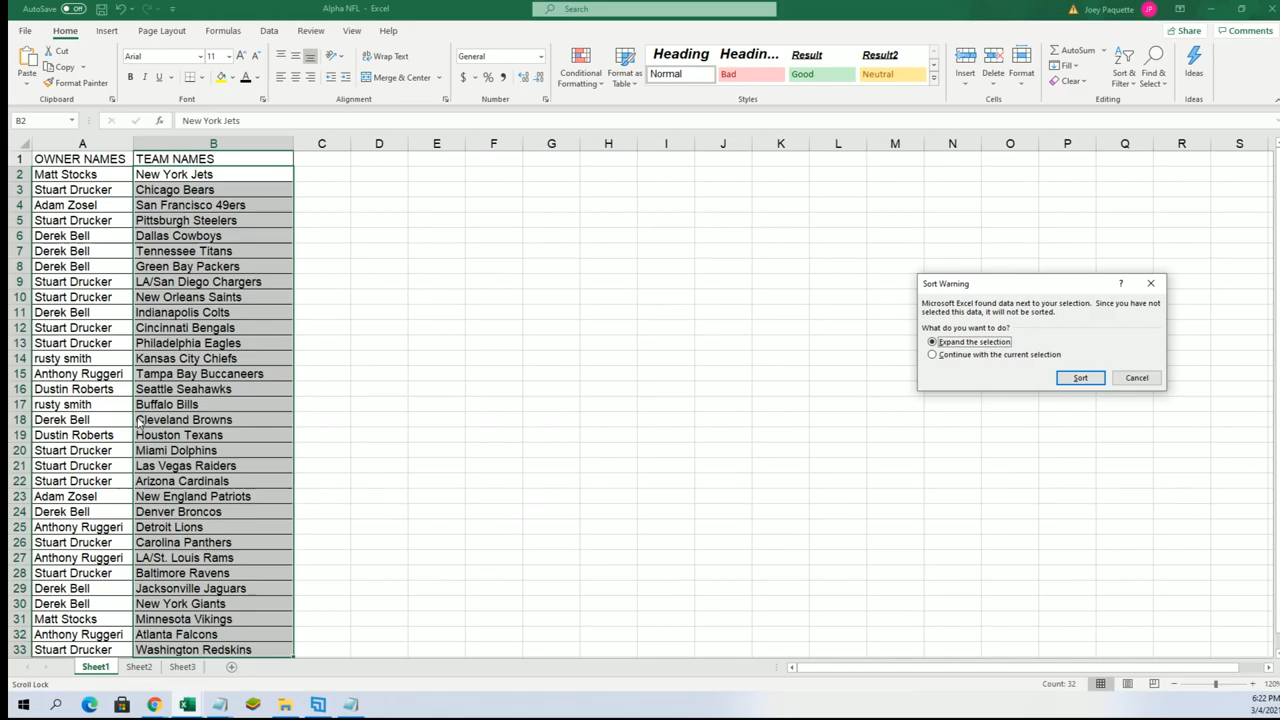 AutoSave Off
Alpha NFL - Excel
Search
Joey Paquette JP
File Home Insert Page Layout Formulas Data Review View Help
Share Comments
Paste
Cut
Copy
Format Painter
Clipboard
Arial 11
B I U
Font
Wrap Text
Merge & Center
Alignment
General
$ % 9
Number
Conditional Formatting
Format as Table
Heading Headin... Result Result2
Normal Bad Good Neutral
Styles
Insert Delete Format
Cells
AutoSum
Fill
Clear
Sort & Filter
Find & Select
Editing
Ideas
Ideas
B2 fx New York Jets
A B C D E F G H I J K L M N O P Q R S
1 OWNER NAMES TEAM NAMES
2 Matt Stocks New York Jets
3 Stuart Drucker Chicago Bears
4 Adam Zosel San Francisco 49ers
5 Stuart Drucker Pittsburgh Steelers
6 Derek Bell Dallas Cowboys
7 Derek Bell Tennessee Titans
8 Derek Bell Green Bay Packers
9 Stuart Drucker LA/San Diego Chargers
10 Stuart Drucker New Orleans Saints
11 Derek Bell Indianapolis Colts
12 Stuart Drucker Cincinnati Bengals
13 Stuart Drucker Philadelphia Eagles
14 rusty smith Kansas City Chiefs
15 Anthony Ruggeri Tampa Bay Buccaneers
16 Dustin Roberts Seattle Seahawks
17 rusty smith Buffalo Bills
18 Derek Bell Cleveland Browns
19 Dustin Roberts Houston Texans
20 Stuart Drucker Miami Dolphins
21 Stuart Drucker Las Vegas Raiders
22 Stuart Drucker Arizona Cardinals
23 Adam Zosel New England Patriots
24 Derek Bell Denver Broncos
25 Anthony Ruggeri Detroit Lions
26 Stuart Drucker Carolina Panthers
27 Anthony Ruggeri LA/St. Louis Rams
28 Stuart Drucker Baltimore Ravens
29 Derek Bell Jacksonville Jaguars
30 Derek Bell New York Giants
31 Matt Stocks Minnesota Vikings
32 Anthony Ruggeri Atlanta Falcons
33 Stuart Drucker Washington Redskins
Sort Warning ?
Microsoft Excel found data next to your selection. Since you have not
selected this data, it will not be sorted.
What do you want to do?
Expand the selection
Continue with the current selection
Sort Cancel
Sheet1 Sheet2 Sheet3
Scroll Lock
Count: 32
120%
6:22 PM